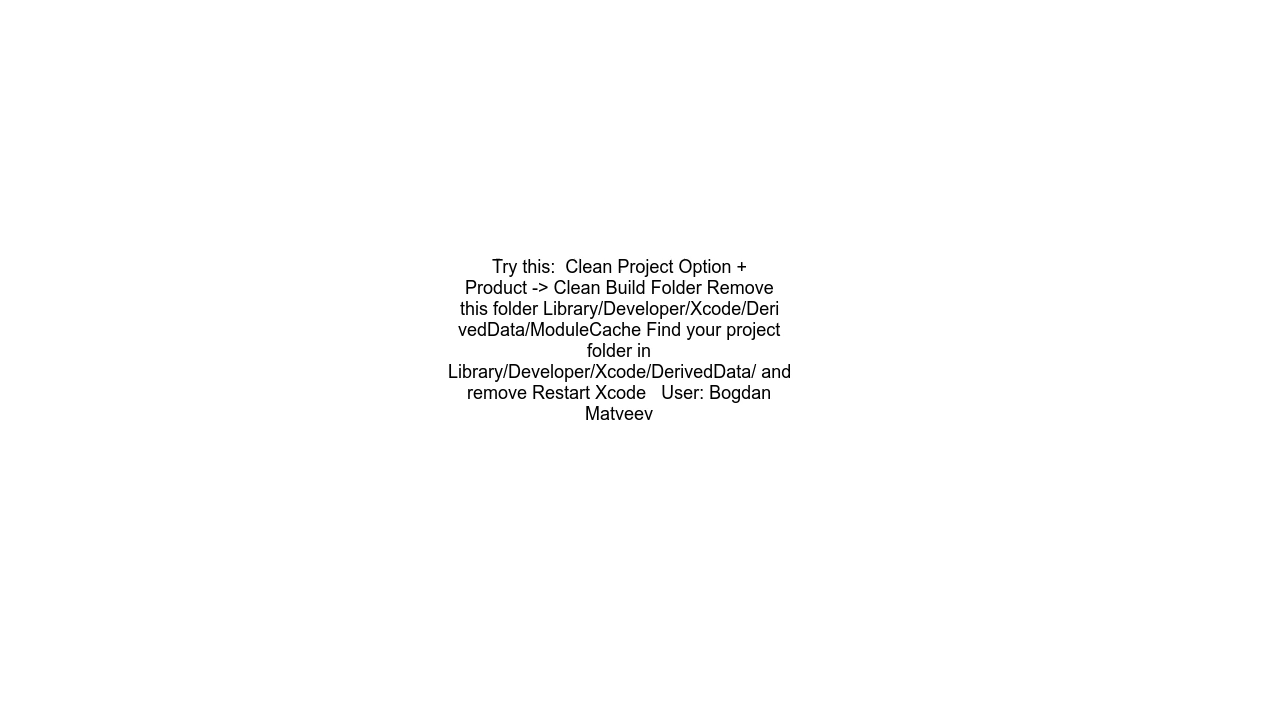 Try this:  Clean Project Option +
Product -> Clean Build Folder Remove
this folder Library/Developer/Xcode/Deri
vedData/ModuleCache Find your project
folder in
Library/Developer/Xcode/DerivedData/ and
remove Restart Xcode   User: Bogdan
Matveev